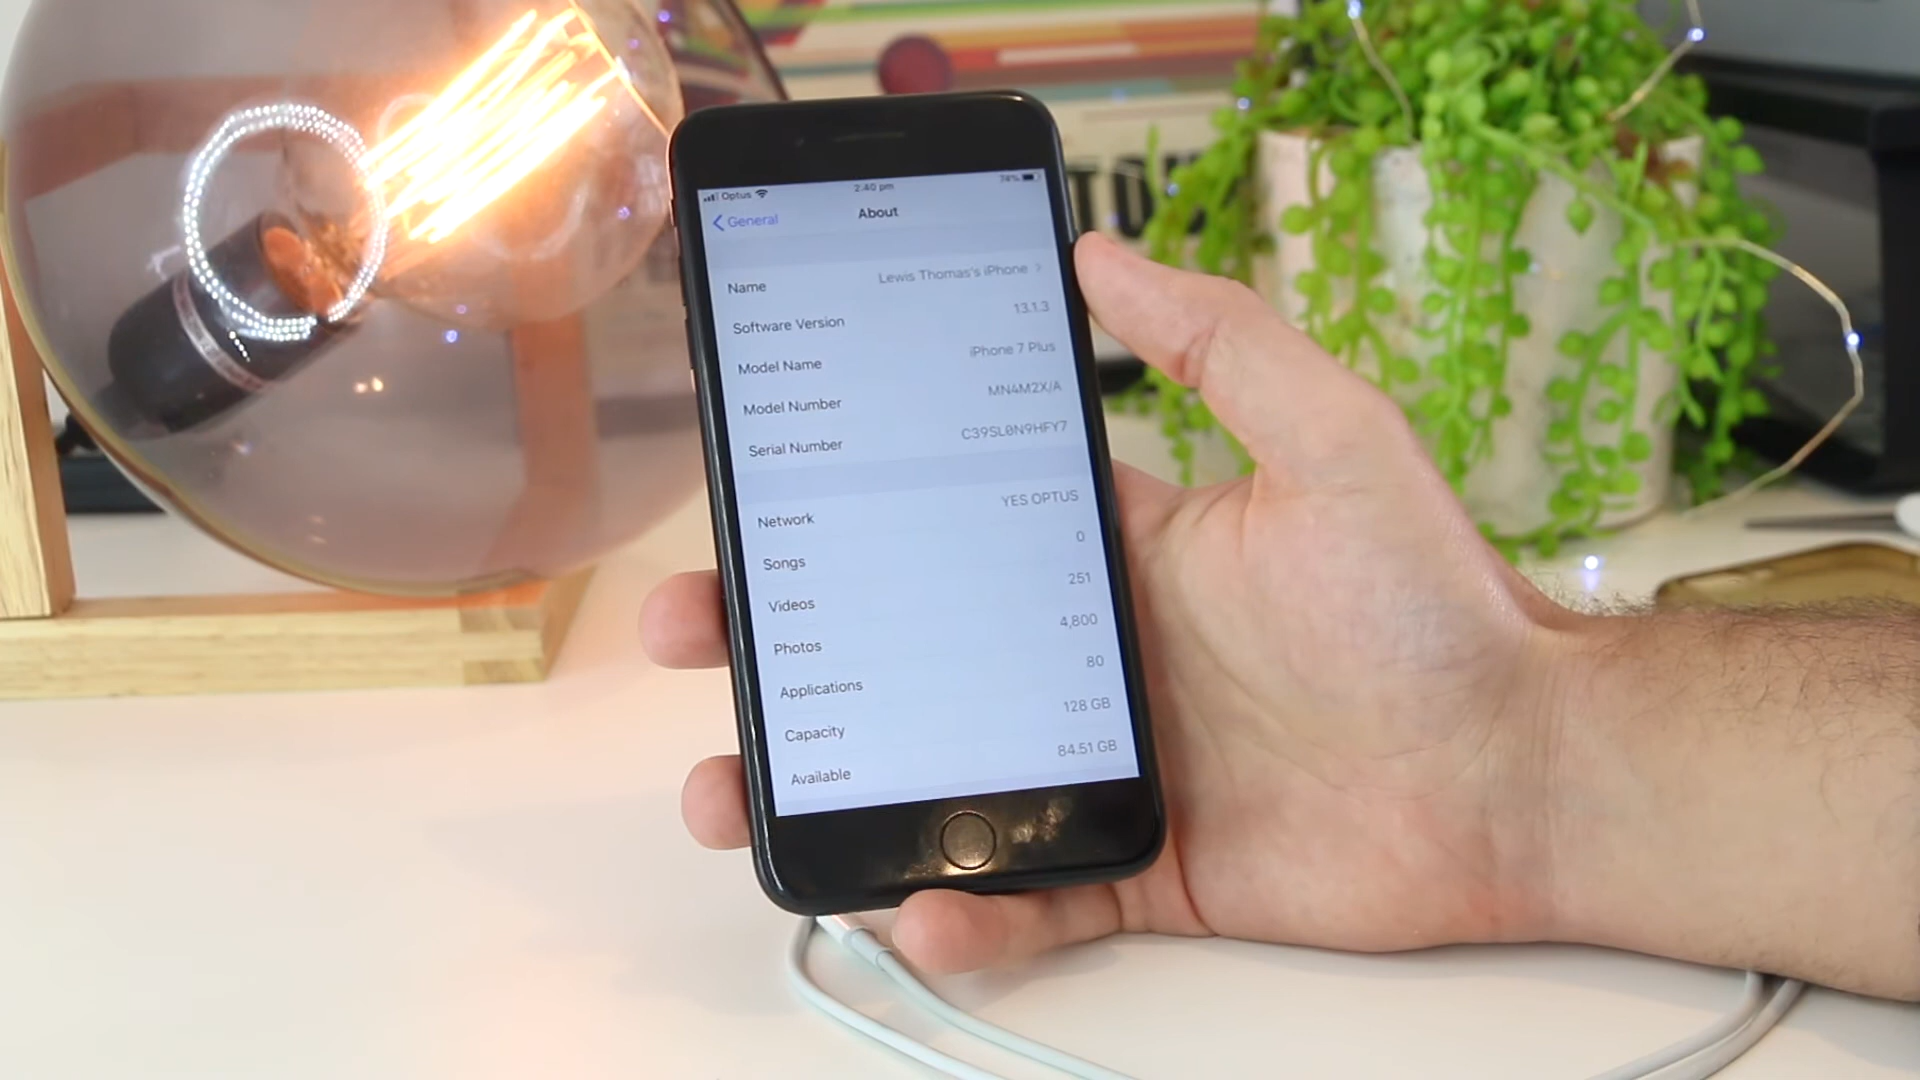 Optus 2:40 pm 74%
General About
Name Lewis Thomas's iPhone
Software Version 13.1.3
Model Name iPhone 7 Plus
Model Number MN4M2X/A
Serial Number C39SL0N9HFY7
Network YES OPTUS
Songs 0
Videos 251
Photos 4,800
Applications 80
Capacity 128 GB
Available 84.51 GB